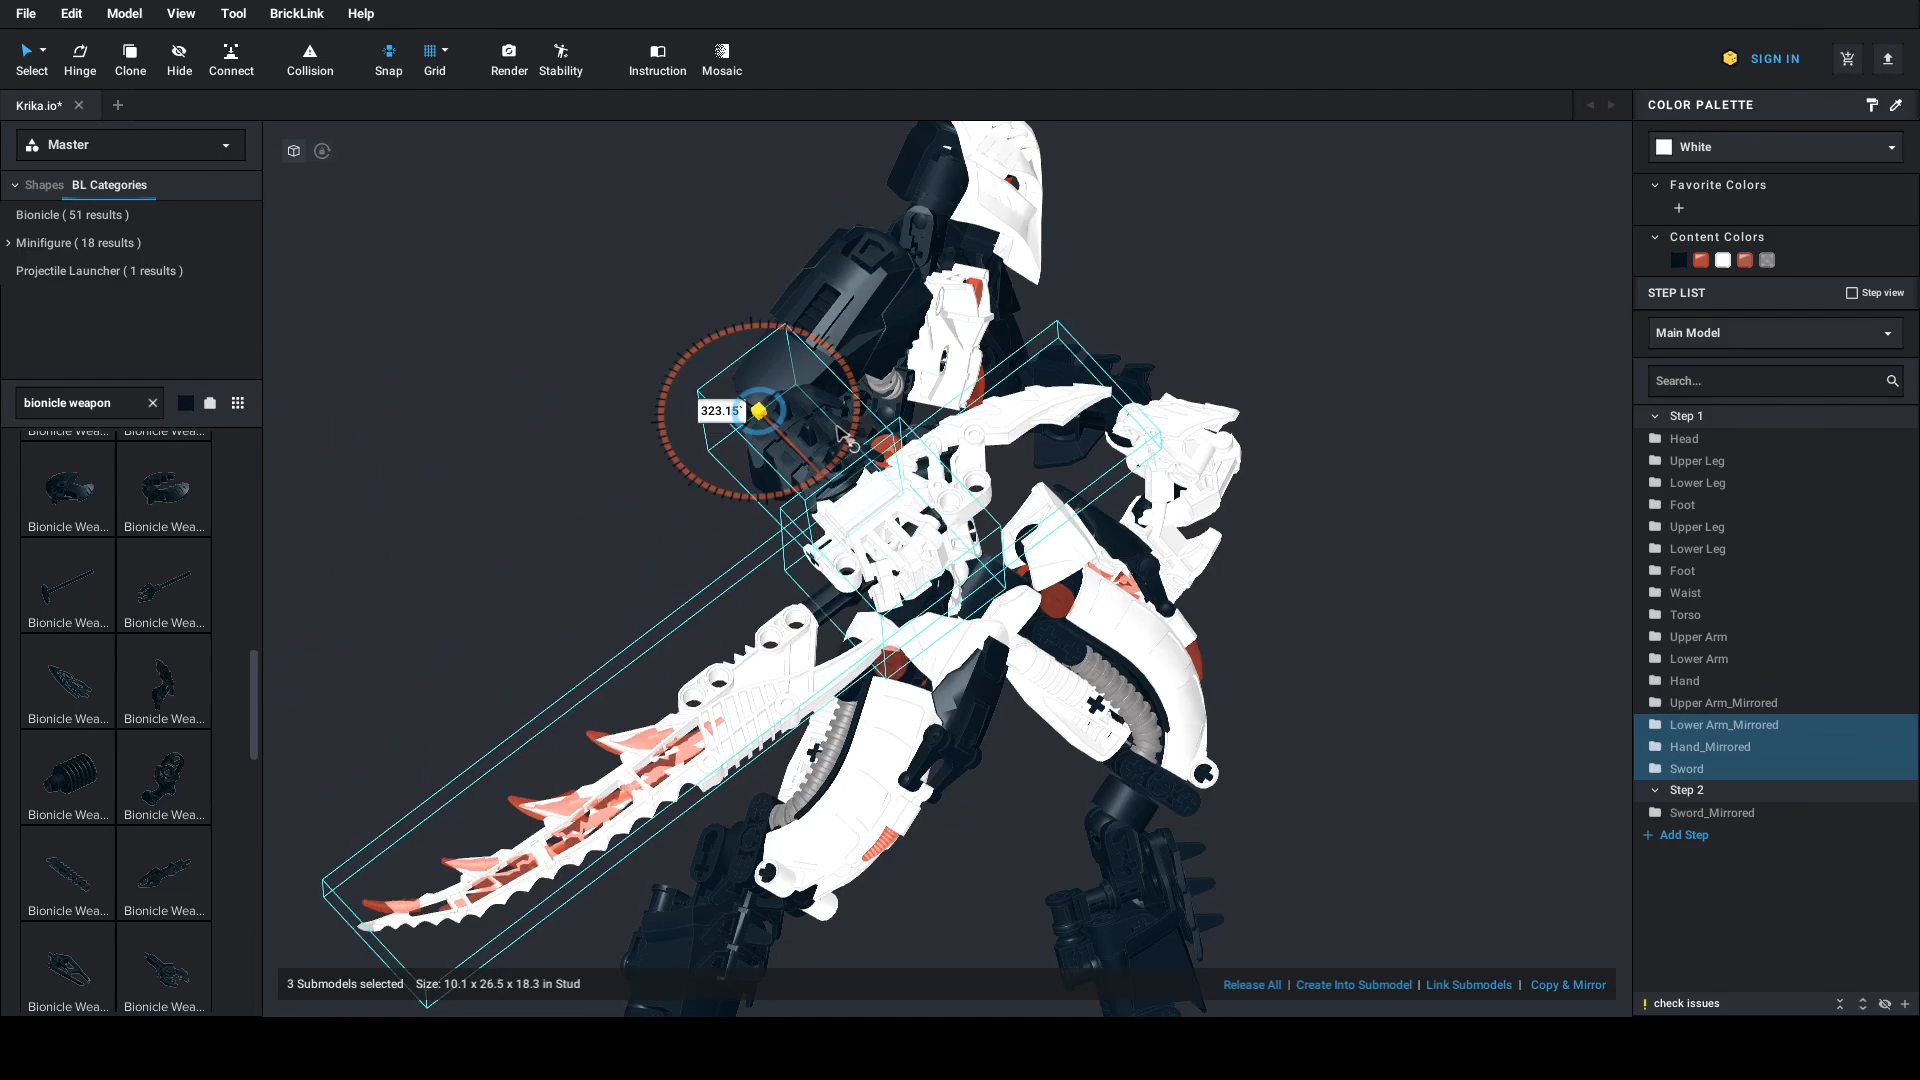 File Edit Model View Tool BrickLink Help
Select Hinge Clone Hide Connect Collision Snap Grid Render Stability Instruction Mosaic
SIGN IN
Krika.io*
Master
Shapes BL Categories
Bionicle ( 51 results )
Minifigure ( 18 results )
Projectile Launcher ( 1 results )
bionicle weapon
Bionicle Wea... Bionicle Wea...
Bionicle Wea... Bionicle Wea...
Bionicle Wea... Bionicle Wea...
Bionicle Wea... Bionicle Wea...
Bionicle Wea... Bionicle Wea...
Bionicle Wea... Bionicle Wea...
Bionicle Wea... Bionicle Wea...
323.15°
3 Submodels selected Size: 10.1 x 26.5 x 18.3 in Stud
Release All | Create Into Submodel | Link Submodels | Copy & Mirror
COLOR PALETTE
White
Favorite Colors
Content Colors
STEP LIST Step view
Main Model
Search...
Step 1
Head
Upper Leg
Lower Leg
Foot
Upper Leg
Lower Leg
Foot
Waist
Torso
Upper Arm
Lower Arm
Hand
Upper Arm_Mirrored
Lower Arm_Mirrored
Hand_Mirrored
Sword
Step 2
Sword_Mirrored
+ Add Step
! check issues